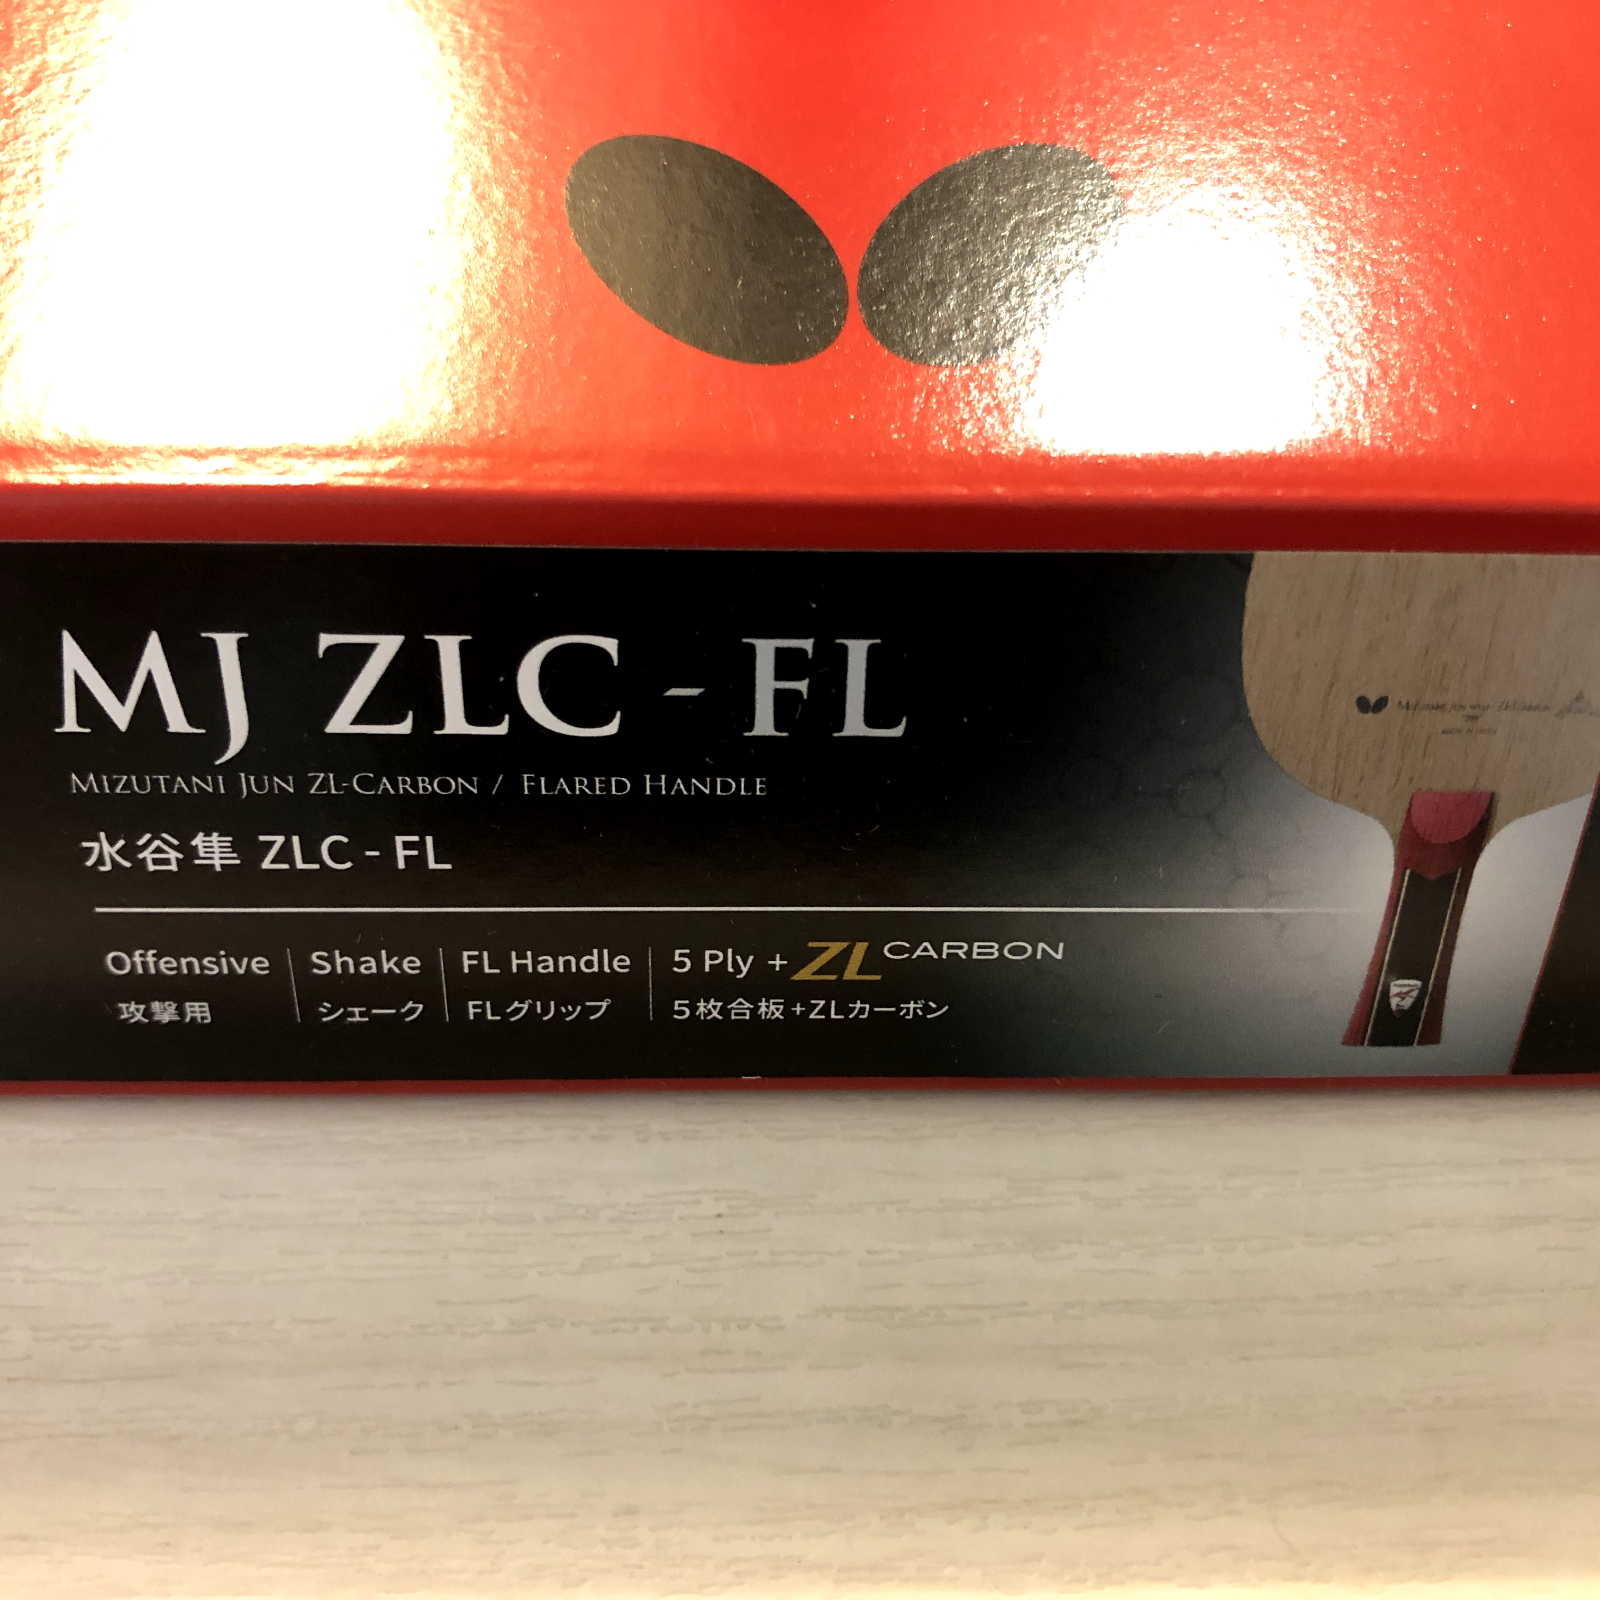 MJ ZLC - FL
MIZUTANI JUN ZL-CARBON / FLARED HANDLE
水谷隼 ZLC - FL
Offensive | Shake | FL Handle | 5 Ply + ZL CARBON
攻撃用 | シェーク | FLグリップ | 5枚合板+ZLカーボン